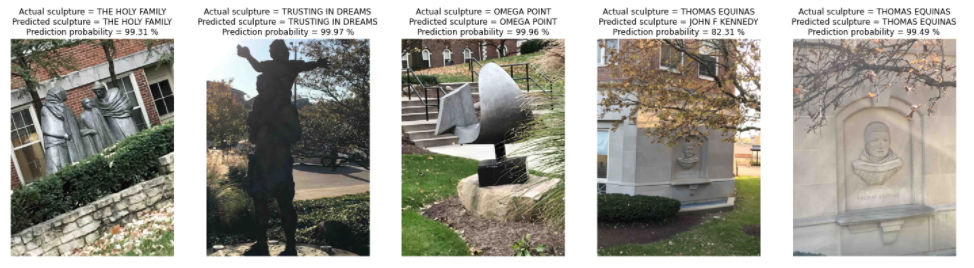 Actual sculpture = THE HOLY FAMILY
Predicted sculpture = THE HOLY FAMILY
Prediction probability = 99.31 %
Actual sculpture = TRUSTING IN DREAMS
Predicted sculpture = TRUSTING IN DREAMS
Prediction probability = 99.97 %
Actual sculpture = OMEGA POINT
Predicted sculpture = OMEGA POINT
Prediction probability = 99.96 %
Actual sculpture = THOMAS EQUINAS
Predicted sculpture = JOHN F KENNEDY
Prediction probability = 82.31 %
Actual sculpture = THOMAS EQUINAS
Predicted sculpture = THOMAS EQUINAS
Prediction probability = 99.49 %